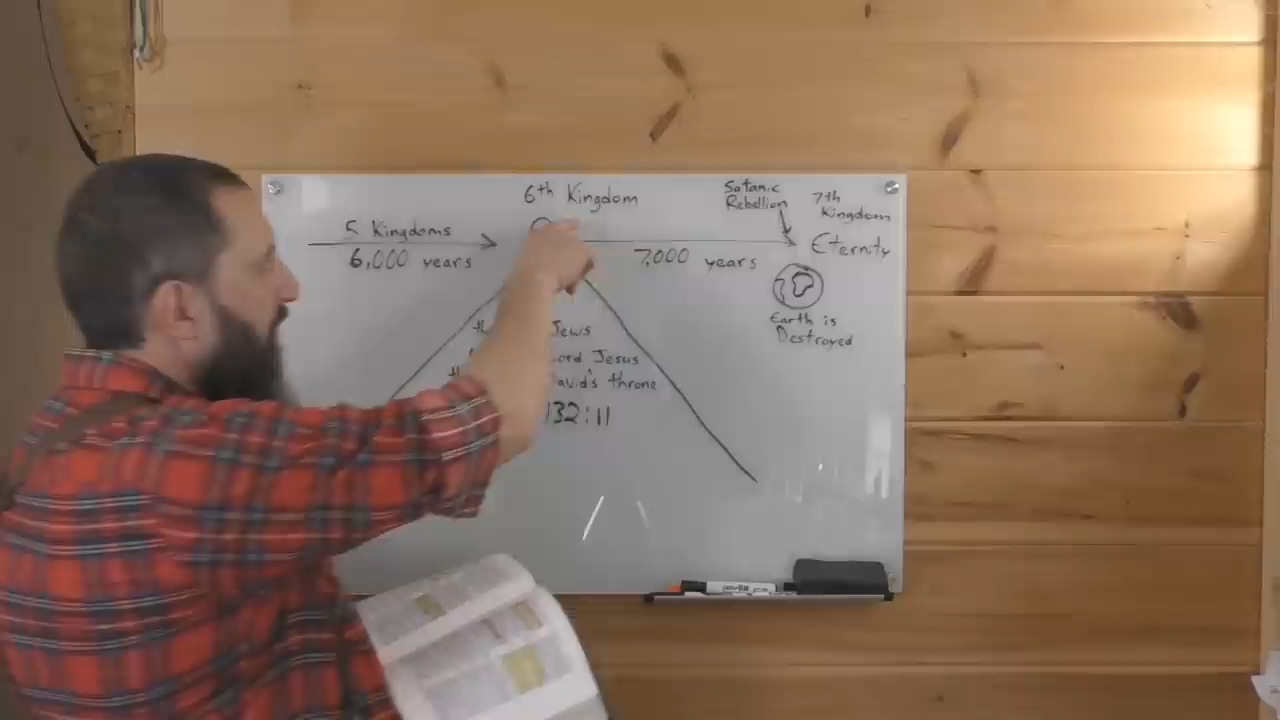 6th Kingdom
Satanic
Rebellion
7th
Kingdom
5 Kingdoms
6,000 years
7,000 years
Eternity
Earth is
Destroyed
Jews
Lord Jesus
David's throne
132:11